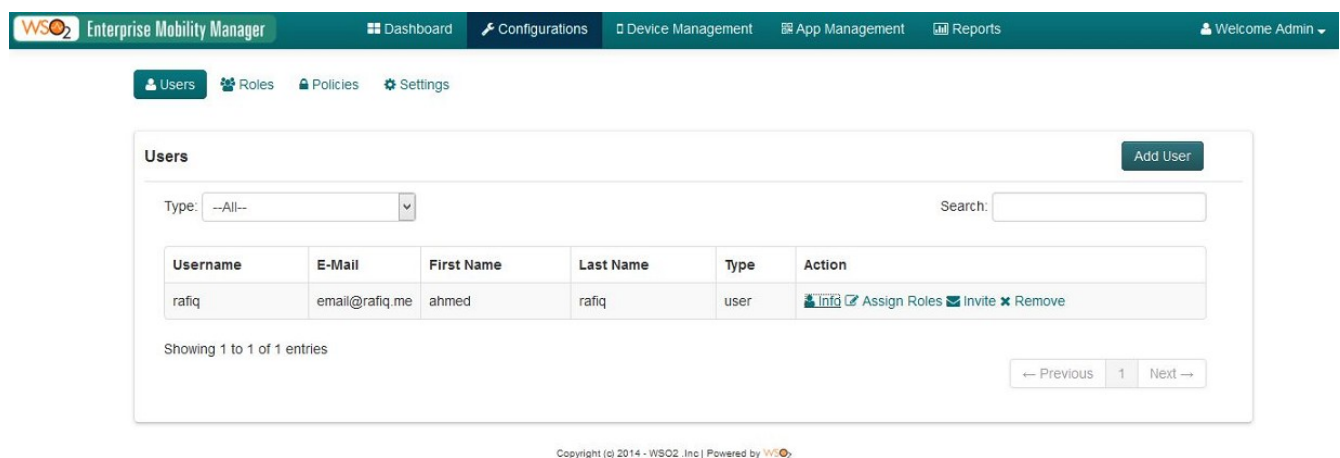 WSO2 Enterprise Mobility Manager Dashboard Configurations Device Management App Management Reports Welcome Admin
Users Roles Policies Settings
Users Add User
Type: --All-- Search:
Username E-Mail First Name Last Name Type Action
rafiq email@rafiq.me ahmed rafiq user Info Assign Roles Invite Remove
Showing 1 to 1 of 1 entries
← Previous 1 Next →
Copyright (c) 2014 - WSO2 .Inc | Powered by WSO2